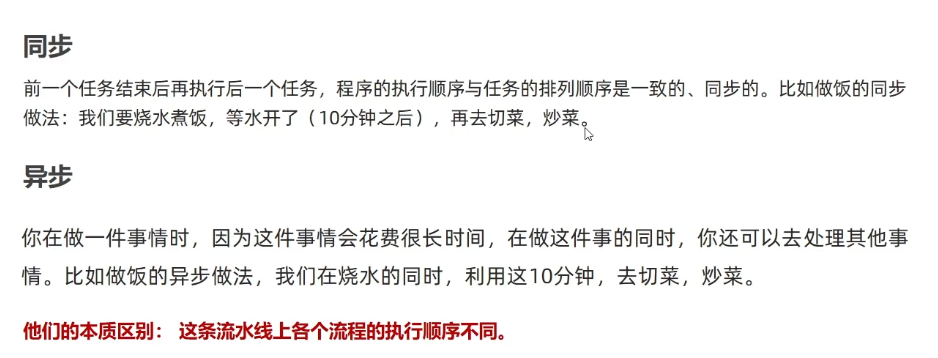 同步
前一个任务结束后再执行后一个任务，程序的执行顺序与任务的排列顺序是一致的、同步的。比如做饭的同步
做法：我们要烧水煮饭，等水开了（10分钟之后），再去切菜，炒菜。
异步
你在做一件事情时，因为这件事情会花费很长时间，在做这件事的同时，你还可以去处理其他事
情。比如做饭的异步做法，我们在烧水的同时，利用这10分钟，去切菜，炒菜。
他们的本质区别： 这条流水线上各个流程的执行顺序不同。